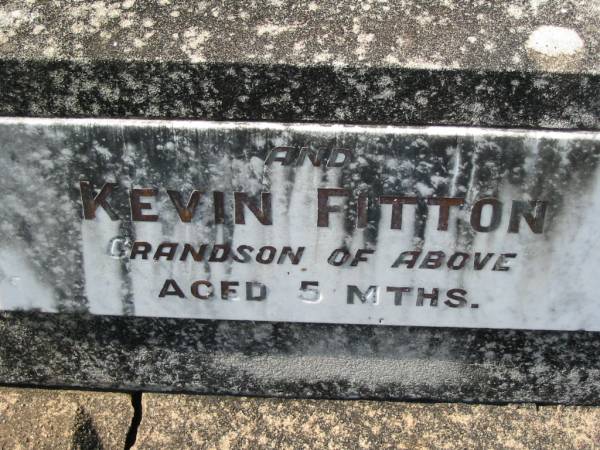 AND
KEVIN FITTON
GRANDSON OF ABOVE
AGED 5 MTHS.